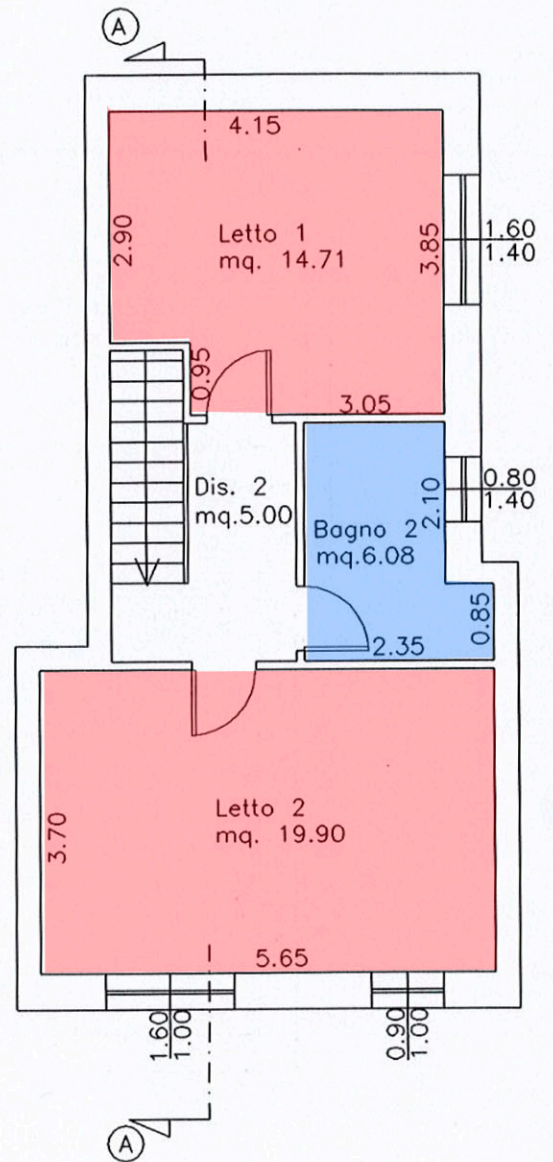 A
4.15
2.90
Letto 1
mq. 14.71
3.85
1.60
1.40
0.95
3.05
Dis. 2
mq.5.00
0.80
1.40
2.10
Bagno 2
mq.6.08
0.85
2.35
Letto 2
mq. 19.90
3.70
5.65
1.60
1.00
0.90
1.00
A